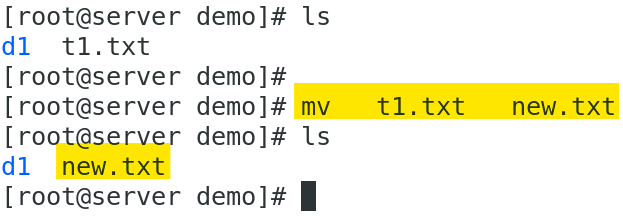 [root@server demo]# ls
d1  t1.txt
[root@server demo]#
[root@server demo]# mv   t1.txt   new.txt
[root@server demo]# ls
d1  new.txt
[root@server demo]#